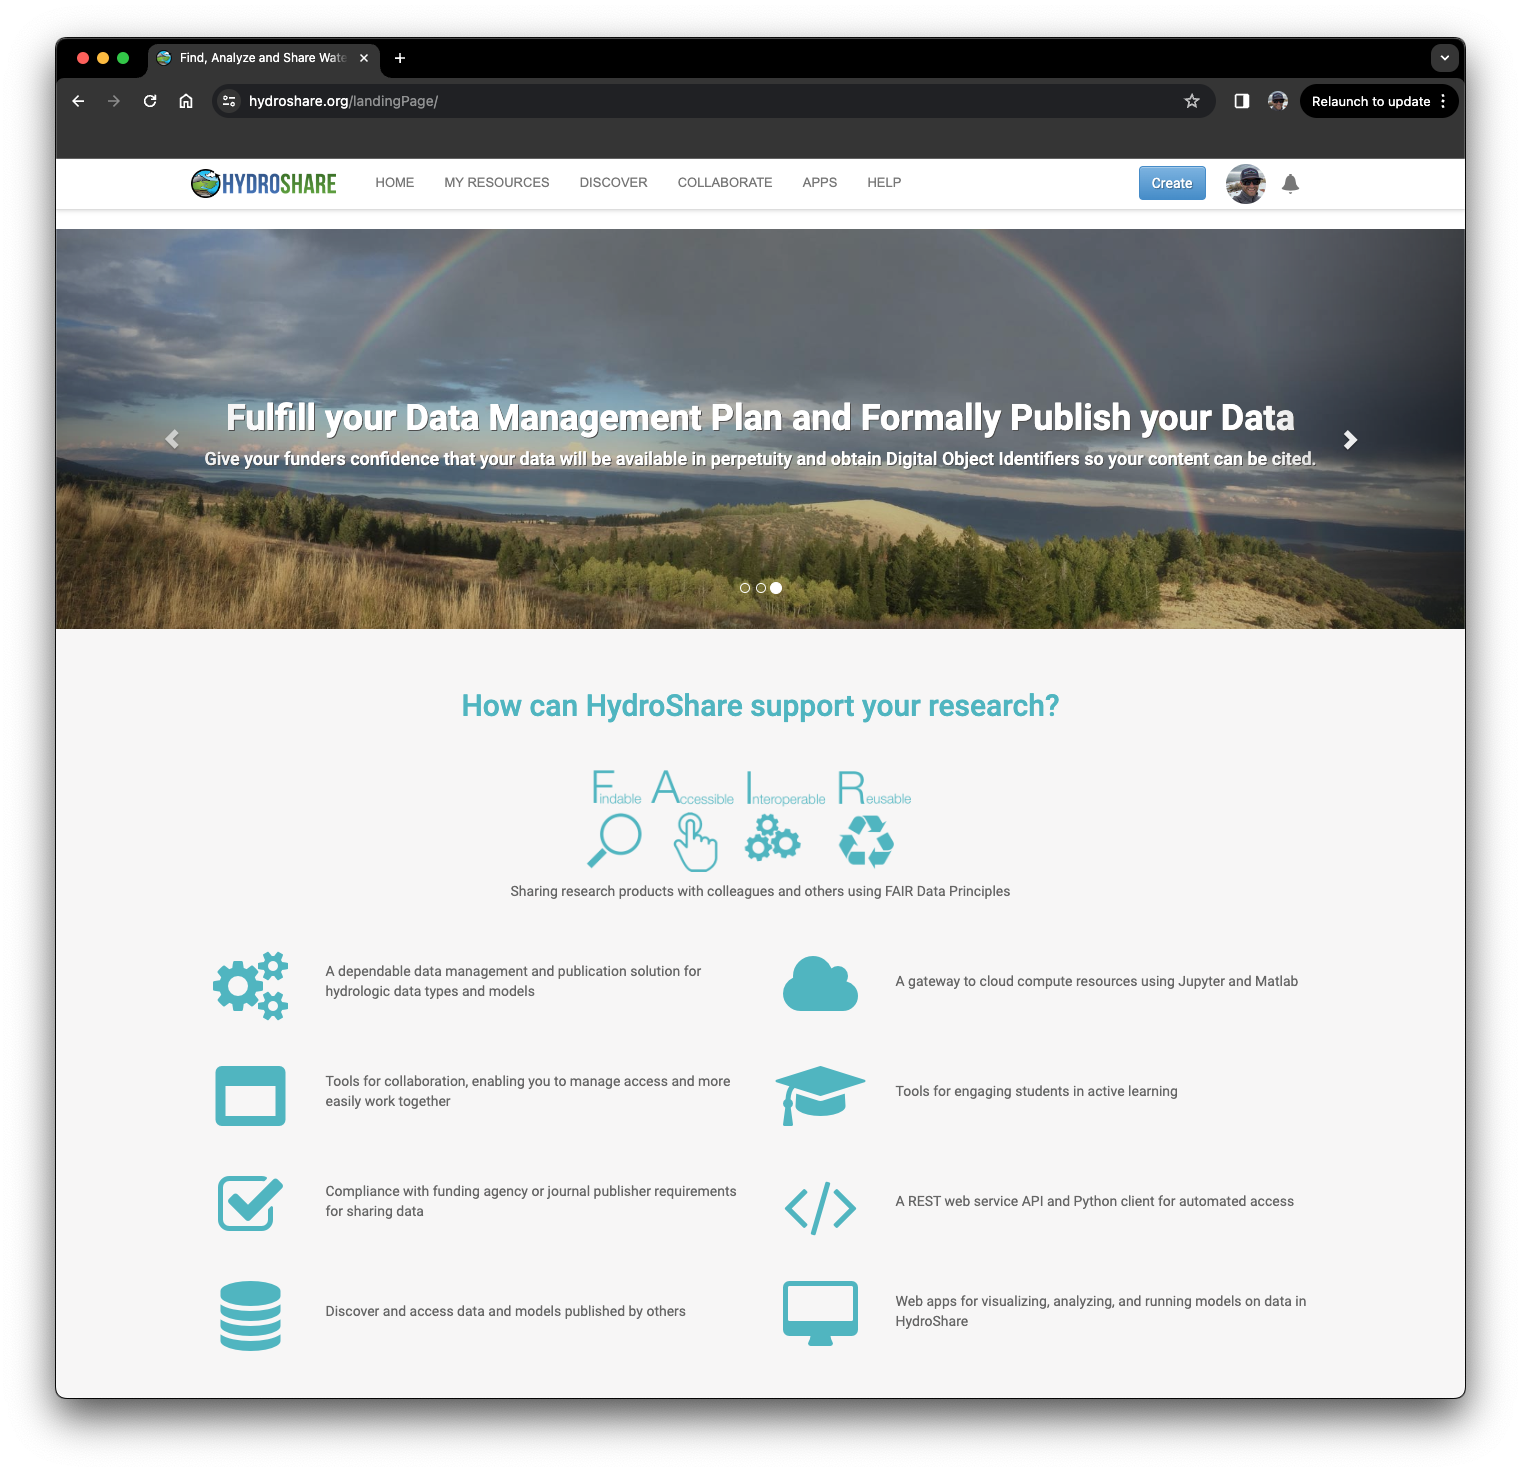 Find, Analyze and Share Wate
hydroshare.org/landingPage/
Relaunch to update
HYDROSHARE
HOME
MY RESOURCES
DISCOVER
COLLABORATE
APPS
HELP
Create
Fulfill your Data Management Plan and Formally Publish your Data
Give your funders confidence that your data will be available in perpetuity and obtain Digital Object Identifiers so your content can be cited.
How can HydroShare support your research?
Findable Accessible Interoperable Reusable
Sharing research products with colleagues and others using FAIR Data Principles
A dependable data management and publication solution for
hydrologic data types and models
A gateway to cloud compute resources using Jupyter and Matlab
Tools for collaboration, enabling you to manage access and more
easily work together
Tools for engaging students in active learning
Compliance with funding agency or journal publisher requirements
for sharing data
A REST web service API and Python client for automated access
Discover and access data and models published by others
Web apps for visualizing, analyzing, and running models on data in
HydroShare